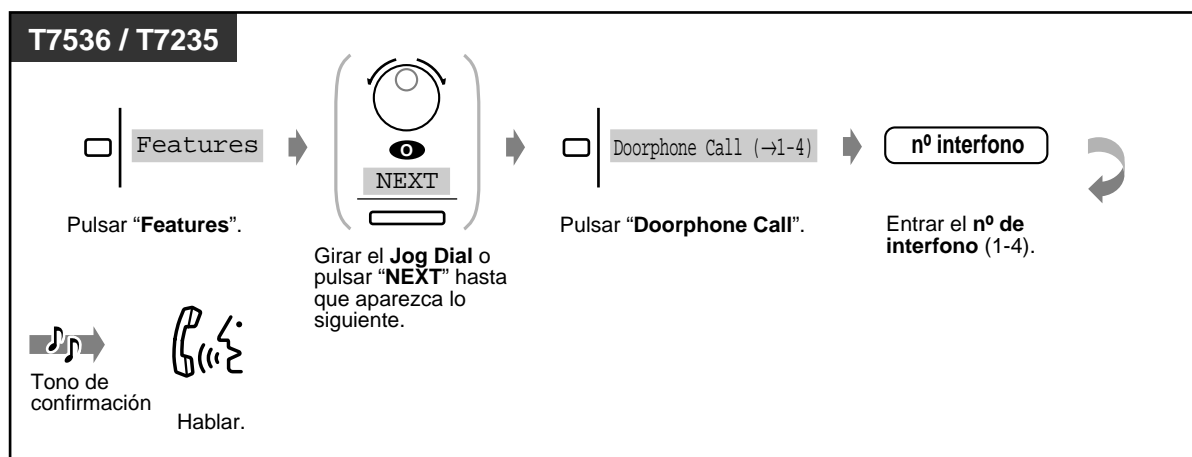 T7536 / T7235
Features
O
NEXT
Doorphone Call (→1-4)
nº interfono
Pulsar “Features”.
Girar el Jog Dial o
pulsar “NEXT” hasta
que aparezca lo
siguiente.
Pulsar “Doorphone Call”.
Entrar el nº de
interfono (1-4).
Tono de
confirmación
Hablar.